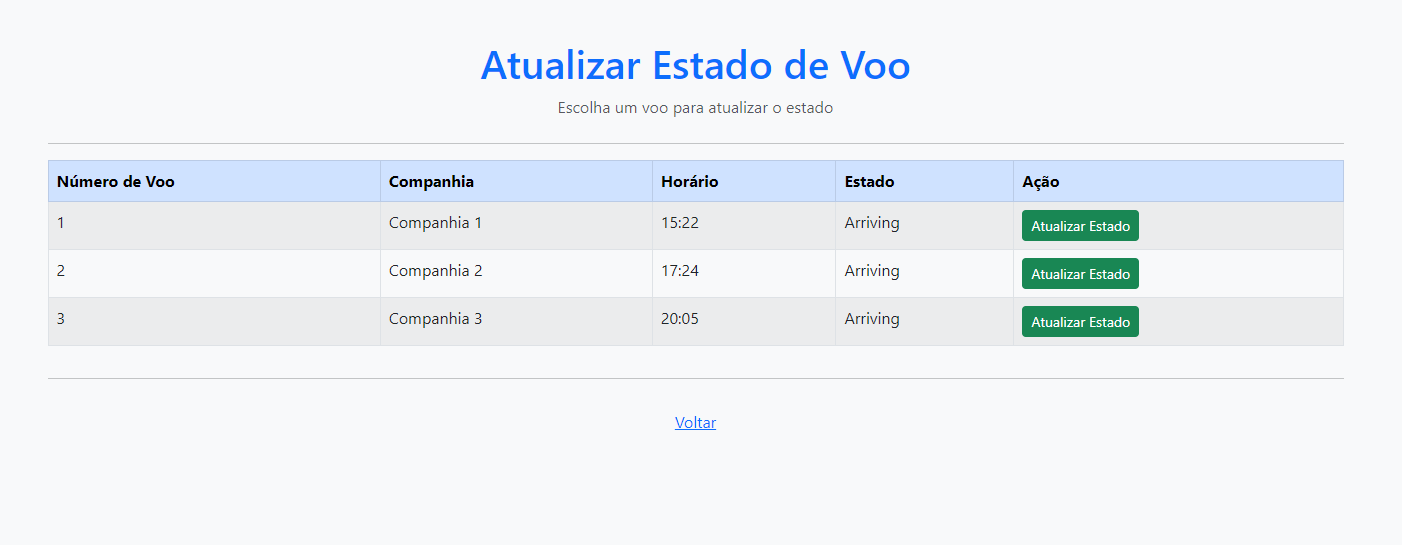 Atualizar Estado de Voo
Escolha um voo para atualizar o estado
Número de Voo Companhia Horário Estado Ação
1 Companhia 1 15:22 Arriving Atualizar Estado
2 Companhia 2 17:24 Arriving Atualizar Estado
3 Companhia 3 20:05 Arriving Atualizar Estado
Voltar